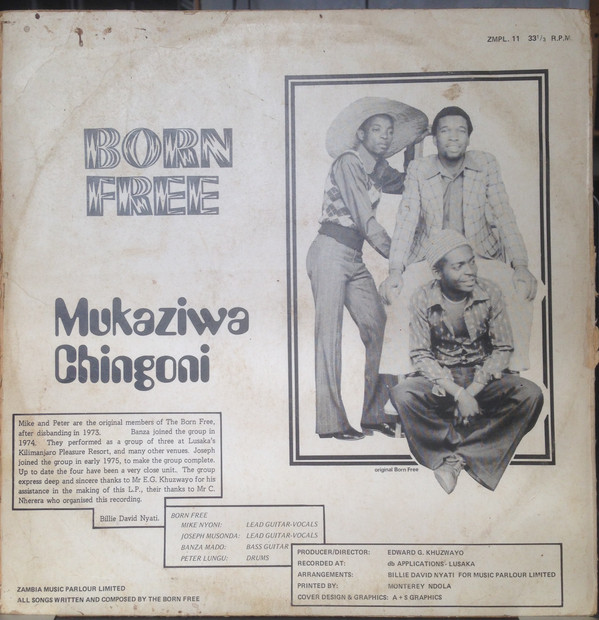 ZMPL. 11 33⅓ R.P.M
BORN
FREE
Mukaziwa
Chingoni
original Born Free
Mike and Peter are the original members of The Born Free,
after disbanding in 1973. Banza joined the group in
1974. They performed as a group of three at Lusaka's
Kilimanjaro Pleasure Resort, and many other venues. Joseph
joined the group in early 1975, to make the group complete.
Up to date the four have been a very close unit. The group
express deep and sincere thanks to Mr E.G. Khuzwayo for his
assistance in the making of this L.P., their thanks to Mr C.
Nherera who organised this recording.
Billie David Nyati.
BORN FREE
MIKE NYONI: LEAD GUITAR-VOCALS
JOSEPH MUSONDA: LEAD GUITAR-VOCALS
BANZA MADO: BASS GUITAR
PETER LUNGU: DRUMS
PRODUCER/DIRECTOR: EDWARD G. KHUZWAYO
RECORDED AT: db APPLICATIONS- LUSAKA
ARRANGEMENTS: BILLIE DAVID NYATI FOR MUSIC PARLOUR LIMITED
PRINTED BY: MONTEREY NDOLA
COVER DESIGN & GRAPHICS: A + S GRAPHICS
ZAMBIA MUSIC PARLOUR LIMITED
ALL SONGS WRITTEN AND COMPOSED BY THE BORN FREE